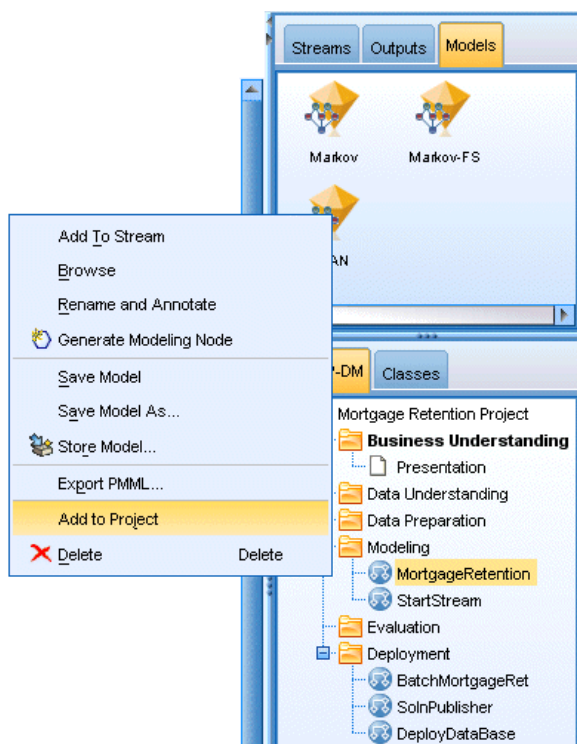 Streams
Outputs
Models
Markov
Markov-FS
AN
Add To Stream
Browse
Rename and Annotate
Generate Modeling Node
Save Model
Save Model As...
Store Model...
Export PMML...
Add to Project
Delete Delete
-DM
Classes
Mortgage Retention Project
Business Understanding
Presentation
Data Understanding
Data Preparation
Modeling
MortgageRetention
StartStream
Evaluation
Deployment
BatchMortgageRet
SolnPublisher
DeployDataBase